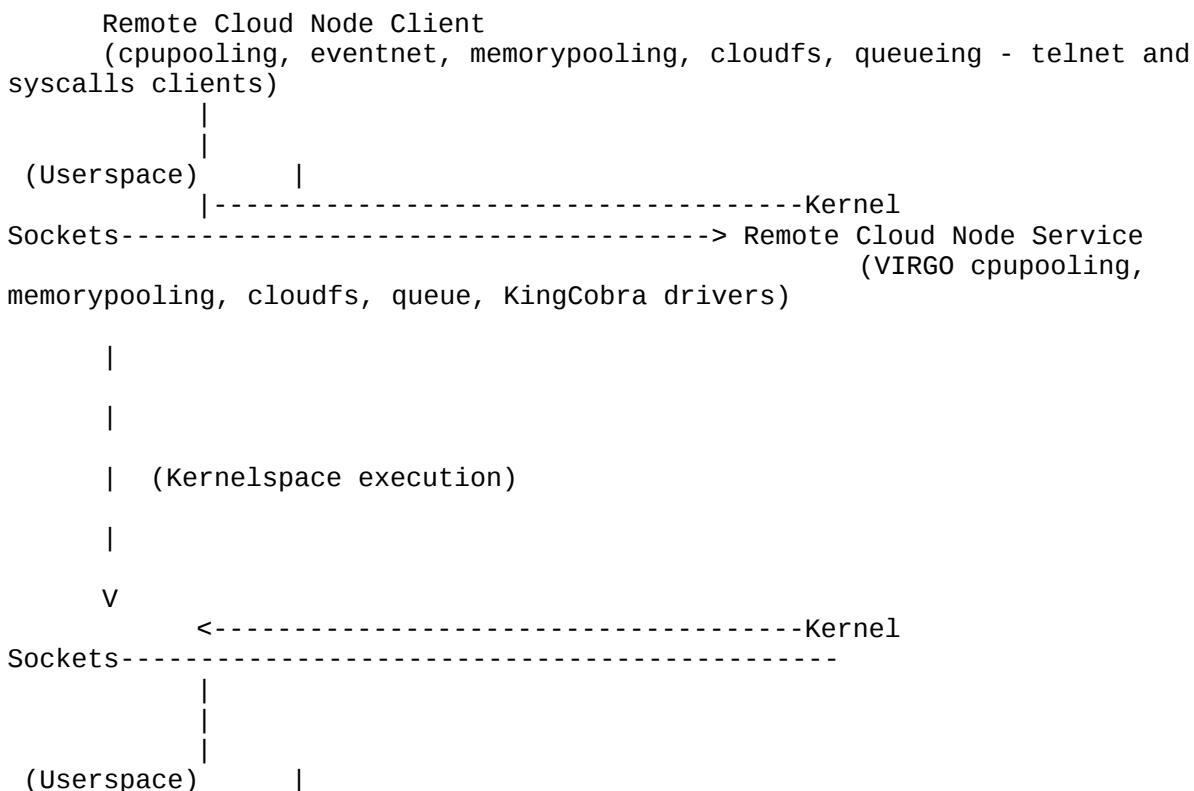 Remote Cloud Node Client
(cpupooling, eventnet, memorypooling, cloudfs, queueing - telnet and
syscalls clients)
|
|
(Userspace)      |
|-------------------------------------Kernel
Sockets-------------------------------------> Remote Cloud Node Service
(VIRGO cpupooling,
memorypooling, cloudfs, queue, KingCobra drivers)
|
|
|  (Kernelspace execution)
|
V
<-------------------------------------Kernel
Sockets---------------------------------------------
|
|
|
(Userspace)      |